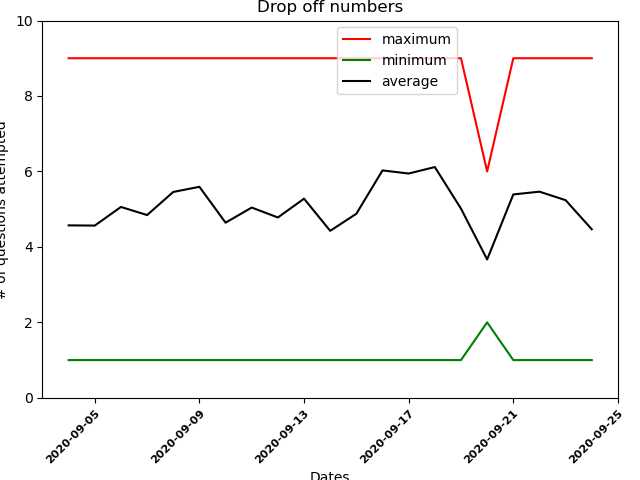 Drop off numbers
maximum
minimum
average
# of questions attempted
10
8
6
4
2
0
2020-09-05
2020-09-09
2020-09-13
2020-09-17
2020-09-21
2020-09-25
Dates